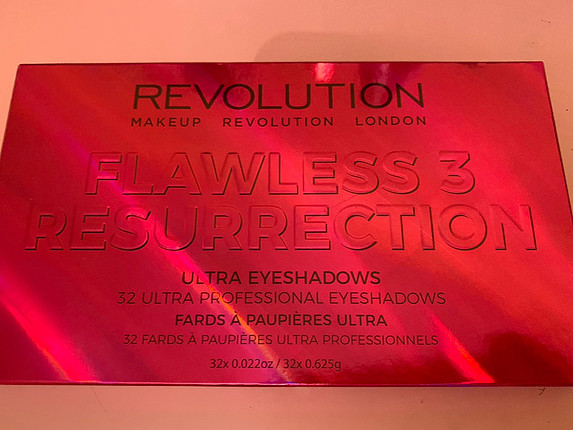 REVOLUTION
MAKEUP REVOLUTION LONDON
FLAWLESS 3
RESURRECTION
ULTRA EYESHADOWS
32 ULTRA PROFESSIONAL EYESHADOWS
FARDS À PAUPIÈRES ULTRA
32 FARDS À PAUPIÈRES ULTRA PROFESSIONNELS
32x 0.022oz / 32x 0.625g